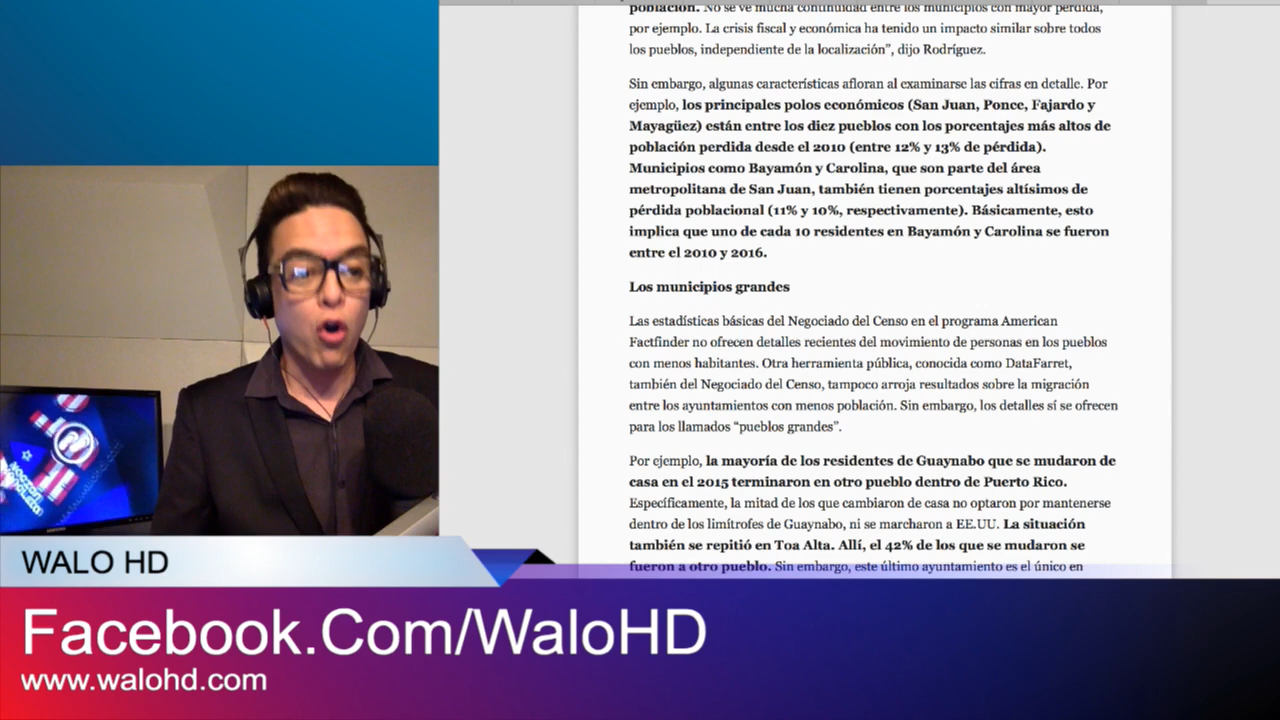 población. No se ve mucha continuidad entre los municipios con mayor pérdida,
por ejemplo. La crisis fiscal y económica ha tenido un impacto similar sobre todos
los pueblos, independiente de la localización”, dijo Rodríguez.
Sin embargo, algunas características afloran al examinarse las cifras en detalle. Por
ejemplo, los principales polos económicos (San Juan, Ponce, Fajardo y
Mayagüez) están entre los diez pueblos con los porcentajes más altos de
población perdida desde el 2010 (entre 12% y 13% de pérdida).
Municipios como Bayamón y Carolina, que son parte del área
metropolitana de San Juan, también tienen porcentajes altísimos de
pérdida poblacional (11% y 10%, respectivamente). Básicamente, esto
implica que uno de cada 10 residentes en Bayamón y Carolina se fueron
entre el 2010 y 2016.
Los municipios grandes
Las estadísticas básicas del Negociado del Censo en el programa American
Factfinder no ofrecen detalles recientes del movimiento de personas en los pueblos
con menos habitantes. Otra herramienta pública, conocida como DataFarret,
también del Negociado del Censo, tampoco arroja resultados sobre la migración
entre los ayuntamientos con menos población. Sin embargo, los detalles sí se ofrecen
para los llamados “pueblos grandes”.
Por ejemplo, la mayoría de los residentes de Guaynabo que se mudaron de
casa en el 2015 terminaron en otro pueblo dentro de Puerto Rico.
Específicamente, la mitad de los que cambiaron de casa no optaron por mantenerse
dentro de los limítrofes de Guaynabo, ni se marcharon a EE.UU. La situación
también se repitió en Toa Alta. Allí, el 42% de los que se mudaron se
fueron a otro pueblo. Sin embargo, este último ayuntamiento es el único en
WALO HD
Facebook.Com/WaloHD
www.walohd.com